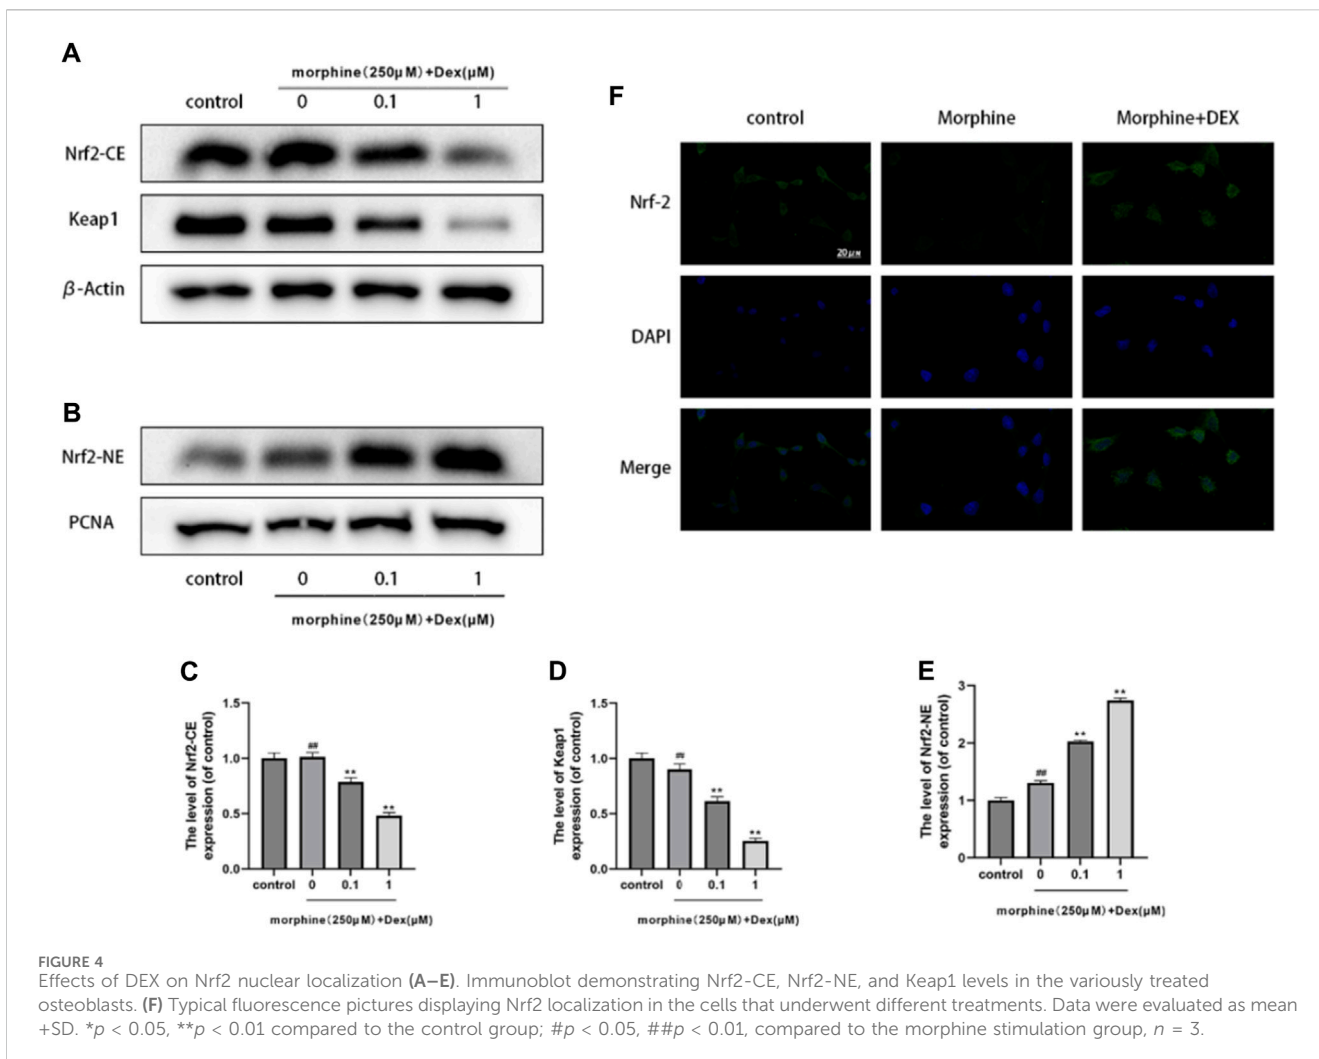 A
morphine(250μM)+Dex(μM)
control 0 0.1 1
Nrf2-CE
Keap1
β-Actin
B
Nrf2-NE
PCNA
control 0 0.1 1
morphine(250μM)+Dex(μM)
F
control Morphine Morphine+DEX
Nrf-2
20μM
DAPI
Merge
C
The level of Nrf2-CE
expression (of control)
1.5
1.0
0.5
0.0
##
**
**
control 0 0.1 1
morphine(250μM)+Dex(μM)
D
The level of Keap1
expression (of control)
1.5
1.0
0.5
0.0
##
**
**
control 0 0.1 1
morphine(250μM)+Dex(μM)
E
The level of Nrf2-NE
expression (of control)
3
2
1
0
##
**
**
control 0 0.1 1
morphine(250μM)+Dex(μM)
FIGURE 4
Effects of DEX on Nrf2 nuclear localization (A–E). Immunoblot demonstrating Nrf2-CE, Nrf2-NE, and Keap1 levels in the variously treated
osteoblasts. (F) Typical fluorescence pictures displaying Nrf2 localization in the cells that underwent different treatments. Data were evaluated as mean
+SD. *p < 0.05, **p < 0.01 compared to the control group; #p < 0.05, ##p < 0.01, compared to the morphine stimulation group, n = 3.